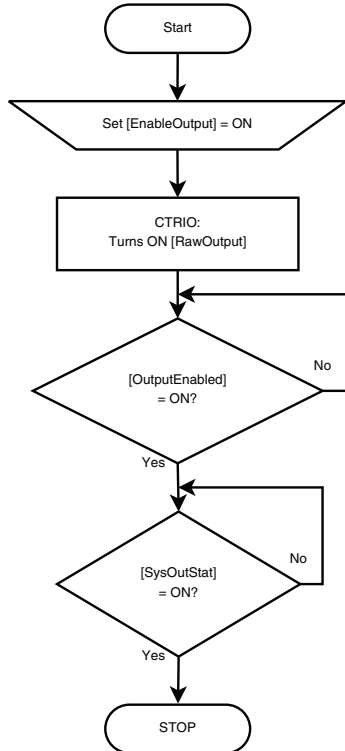 Start
Set [EnableOutput] = ON
CTRIO:
Turns ON [RawOutput]
[OutputEnabled]
= ON?
No
Yes
[SysOutStat]
= ON?
No
Yes
STOP